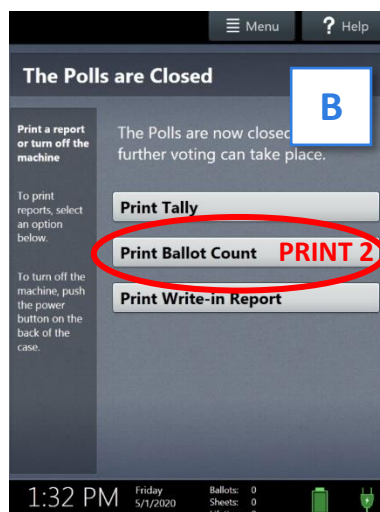 Menu
? Help
The Polls are Closed
B
Print a report
or turn off the
machine
To print
reports, select
an option
below.
To turn off the
machine, push
the power
button on the
back of the
case.
The Polls are now closed
further voting can take place.
Print Tally
Print Ballot Count PRINT 2
Print Write-in Report
1:32 PM
Friday
5/1/2020
Ballots: 0
Sheets: 0